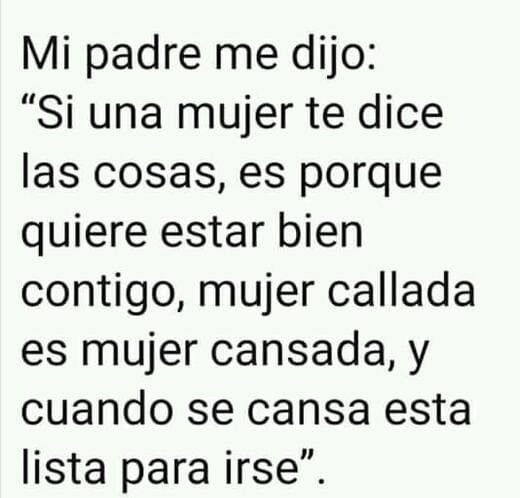 Mi padre me dijo:
“Si una mujer te dice
las cosas, es porque
quiere estar bien
contigo, mujer callada
es mujer cansada, y
cuando se cansa esta
lista para irse”.